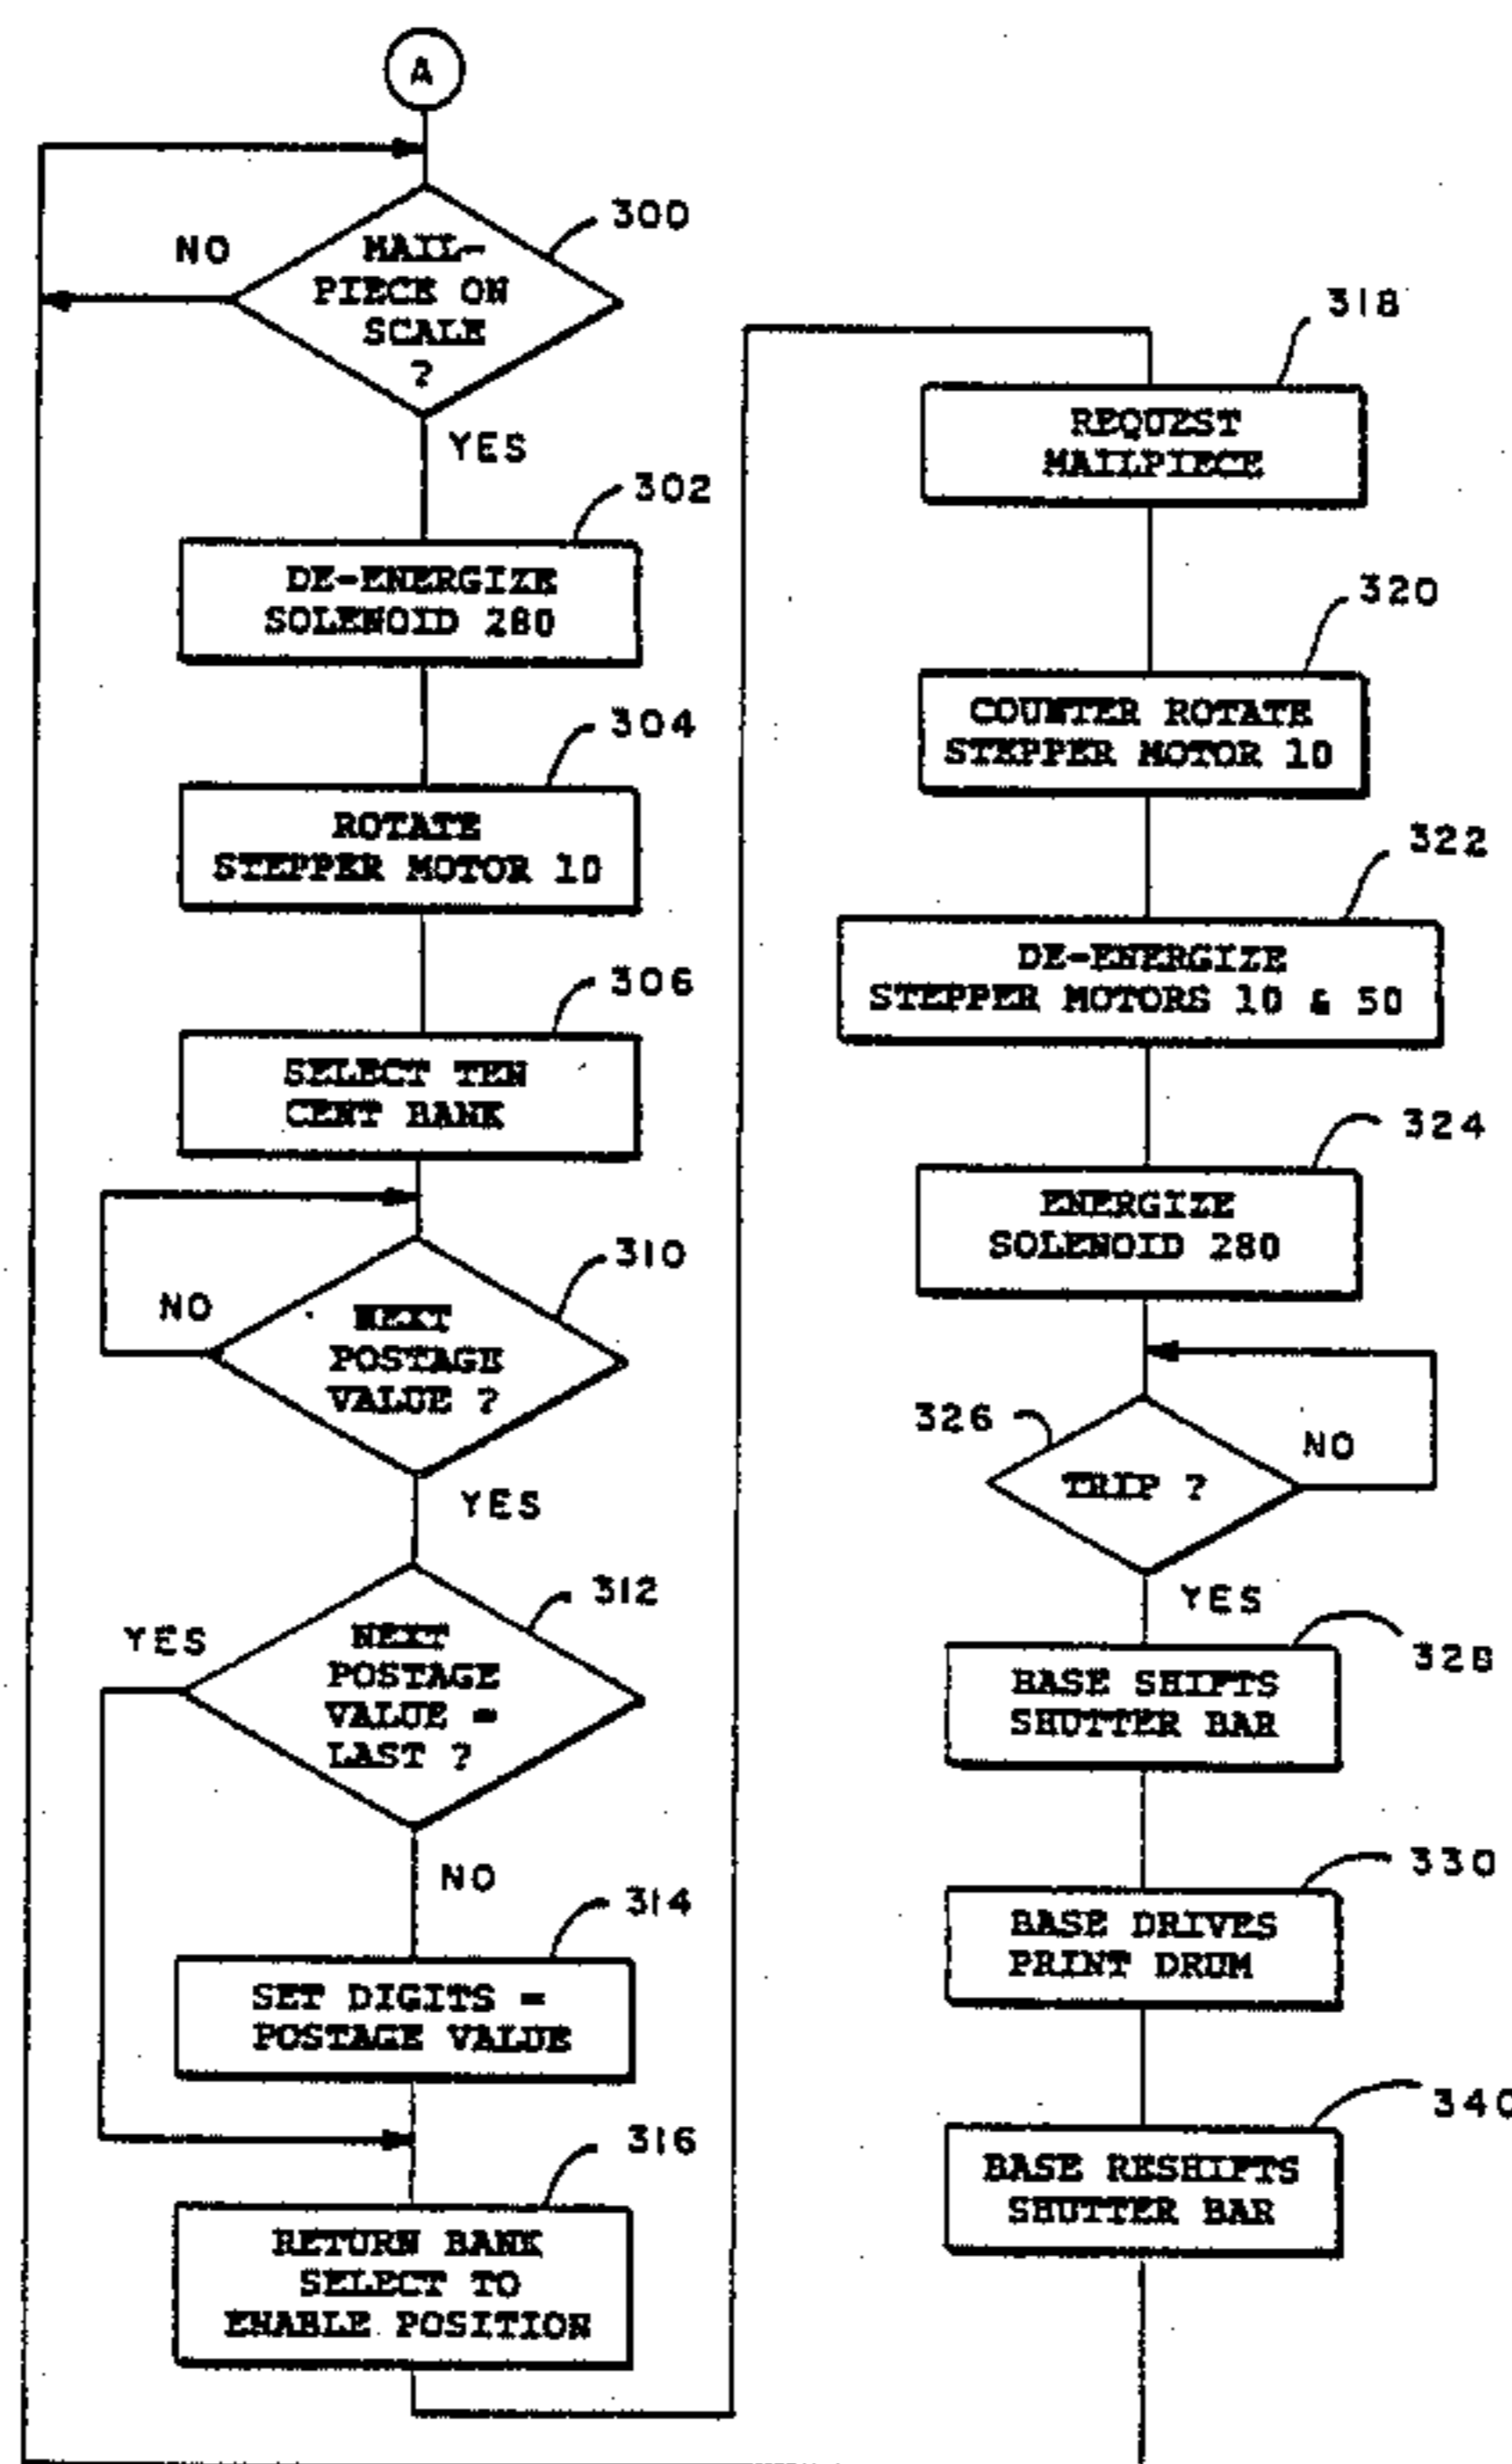 A
300
NO
MAIL-
PIECE ON
SCALE
?
YES
302
DE-ENERGIZE
SOLENOID 280
304
ROTATE
STEPPER MOTOR 10
306
SELECT TEN
CENT BANK
310
NO
NEXT
POSTAGE
VALUE ?
YES
312
YES
NEXT
POSTAGE
VALUE =
LAST ?
NO
314
SET DIGITS =
POSTAGE VALUE
316
RETURN BANK
SELECT TO
ENABLE POSITION
318
REQUEST
MAILPIECE
320
COUNTER ROTATE
STEPPER MOTOR 10
322
DE-ENERGIZE
STEPPER MOTORS 10 & 50
324
ENERGIZE
SOLENOID 280
326
NO
TRIP ?
YES
328
BASE SHIFTS
SHUTTER BAR
330
BASE DRIVES
PRINT DRUM
340
BASE RESHIFTS
SHUTTER BAR